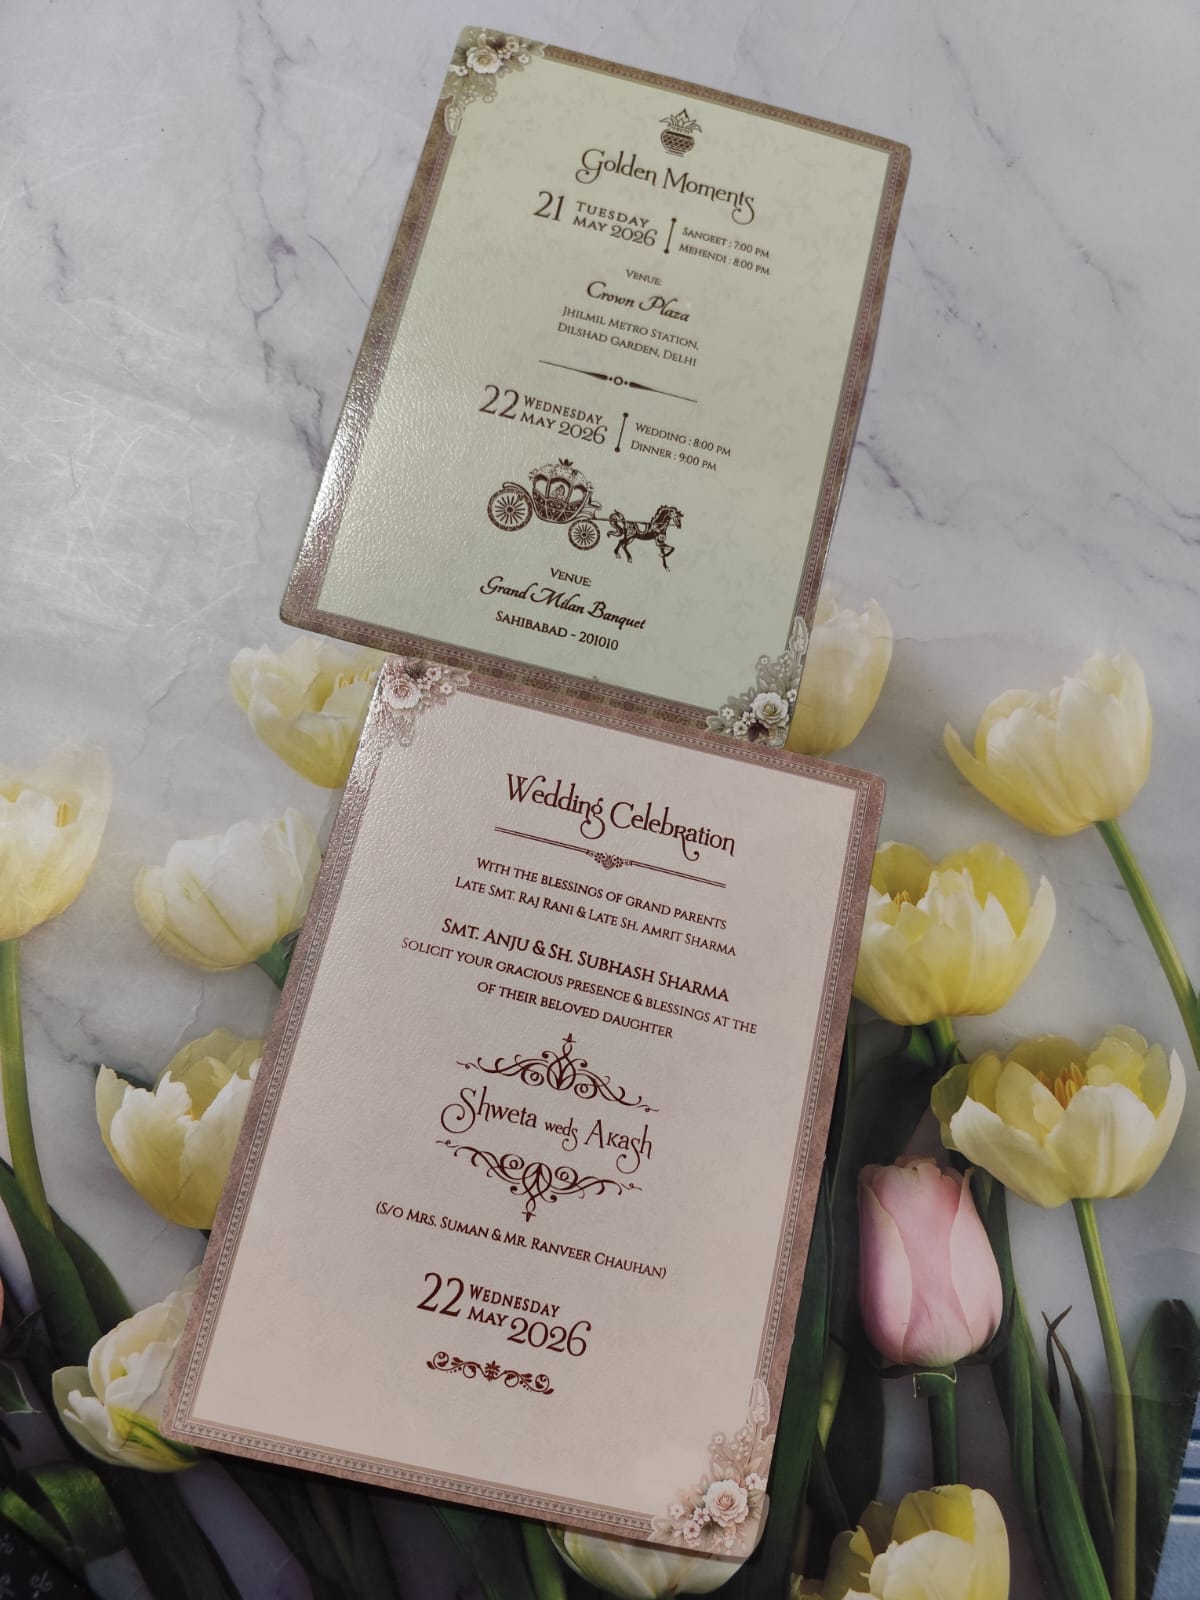 Golden Moments
21 Tuesday
May 2026
Sangeet : 7:00 PM
Mehendi : 8:00 PM
Venue:
Crown Plaza
Jhilmil Metro Station,
Dilshad Garden, Delhi
22 Wednesday
May 2026
Wedding : 8:00 PM
Dinner : 9:00 PM
Venue:
Grand Milan Banquet
Sahibabad - 201010
Wedding Celebration
With the blessings of grand parents
Late Smt. Raj Rani & Late Sh. Amrit Sharma
Smt. Anju & Sh. Subhash Sharma
solicit your gracious presence & blessings at the
of their beloved daughter
Shweta weds Akash
(S/o Mrs. Suman & Mr. Ranveer Chauhan)
22 Wednesday
May 2026